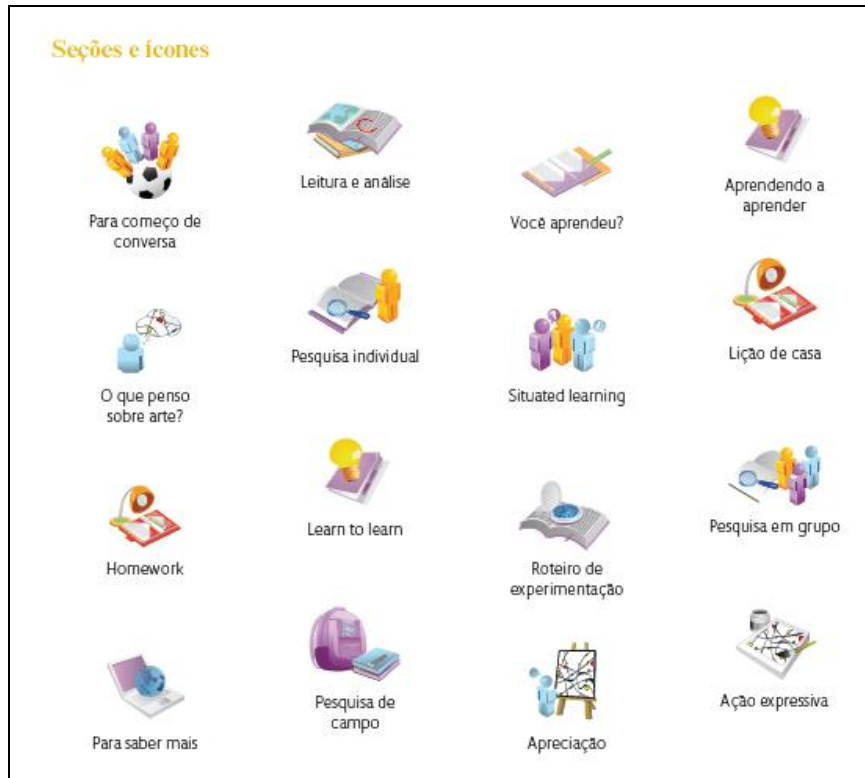 Seções e ícones
Para começo de
conversa
Leitura e análise
Você aprendeu?
Aprendendo a
aprender
O que penso
sobre arte?
Pesquisa individual
Situated learning
Lição de casa
Homework
Learn to learn
Roteiro de
experimentação
Pesquisa em grupo
Para saber mais
Pesquisa de
campo
Apreciação
Ação expressiva